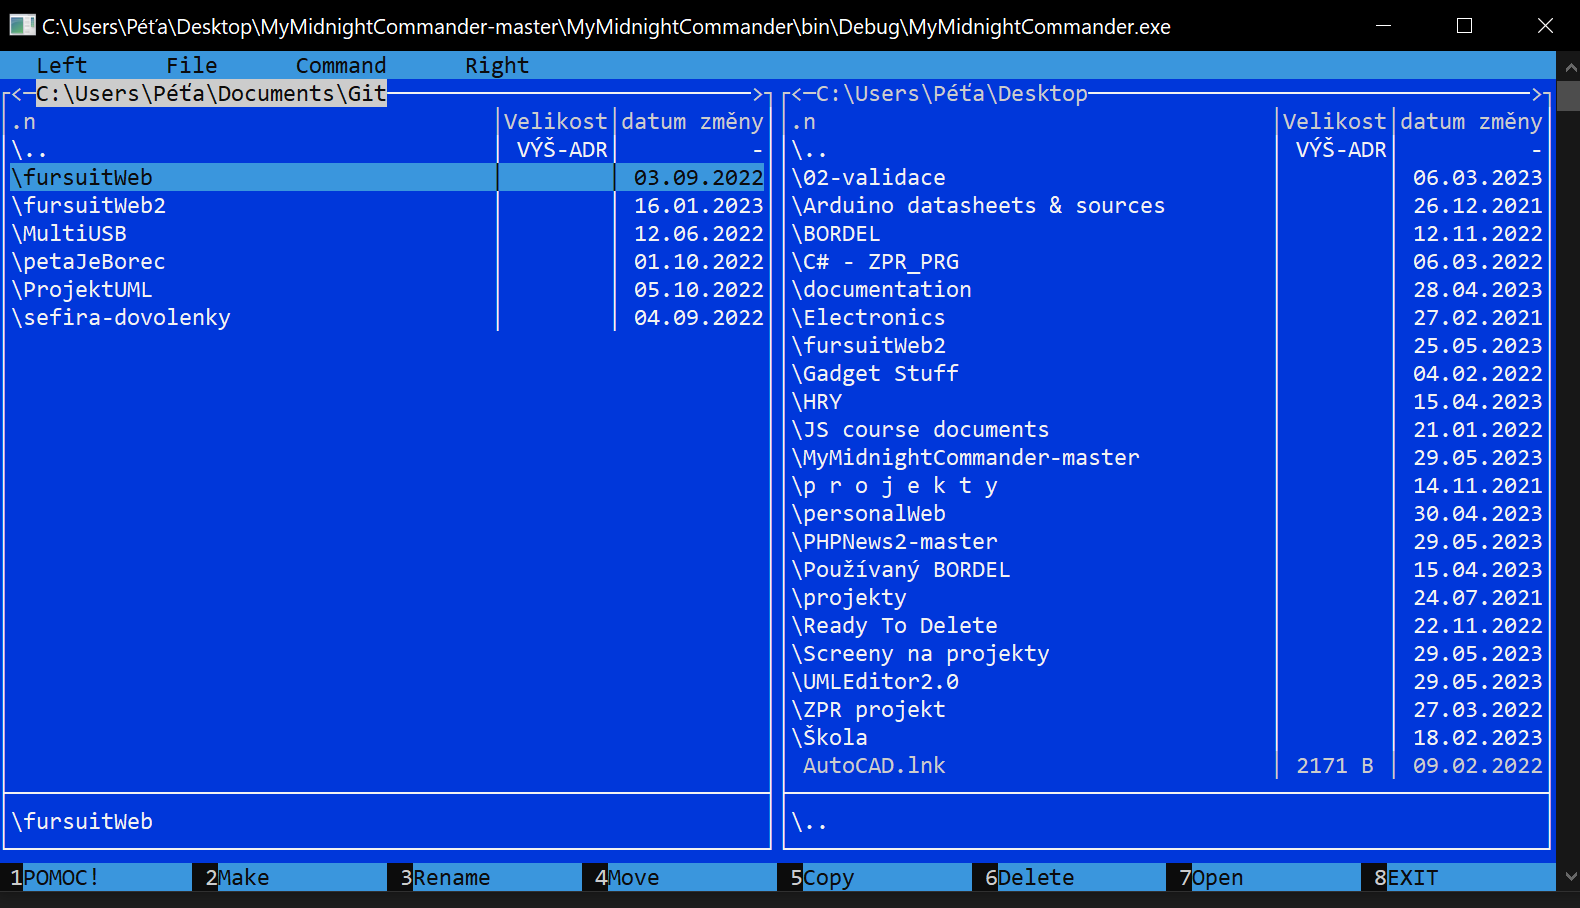 C:\Users\Péťa\Desktop\MyMidnightCommander-master\MyMidnightCommander\bin\Debug\MyMidnightCommander.exe
Left File Command Right
<─C:\Users\Péťa\Documents\Git >
.n Velikost datum změny
\.. VÝŠ-ADR -
\fursuitWeb 03.09.2022
\fursuitWeb2 16.01.2023
\MultiUSB 12.06.2022
\petaJeBorec 01.10.2022
\ProjektUML 05.10.2022
\sefira-dovolenky 04.09.2022
\fursuitWeb
<─C:\Users\Péťa\Desktop >
.n Velikost datum změny
\.. VÝŠ-ADR -
\02-validace 06.03.2023
\Arduino datasheets & sources 26.12.2021
\BORDEL 12.11.2022
\C# - ZPR_PRG 06.03.2022
\documentation 28.04.2023
\Electronics 27.02.2021
\fursuitWeb2 25.05.2023
\Gadget Stuff 04.02.2022
\HRY 15.04.2023
\JS course documents 21.01.2022
\MyMidnightCommander-master 29.05.2023
\p r o j e k t y 14.11.2021
\personalWeb 30.04.2023
\PHPNews2-master 29.05.2023
\Používaný BORDEL 15.04.2023
\projekty 24.07.2021
\Ready To Delete 22.11.2022
\Screeny na projekty 29.05.2023
\UMLEditor2.0 29.05.2023
\ZPR projekt 27.03.2022
\Škola 18.02.2023
AutoCAD.lnk 2171 B 09.02.2022
\..
1POMOC! 2Make 3Rename 4Move 5Copy 6Delete 7Open 8EXIT